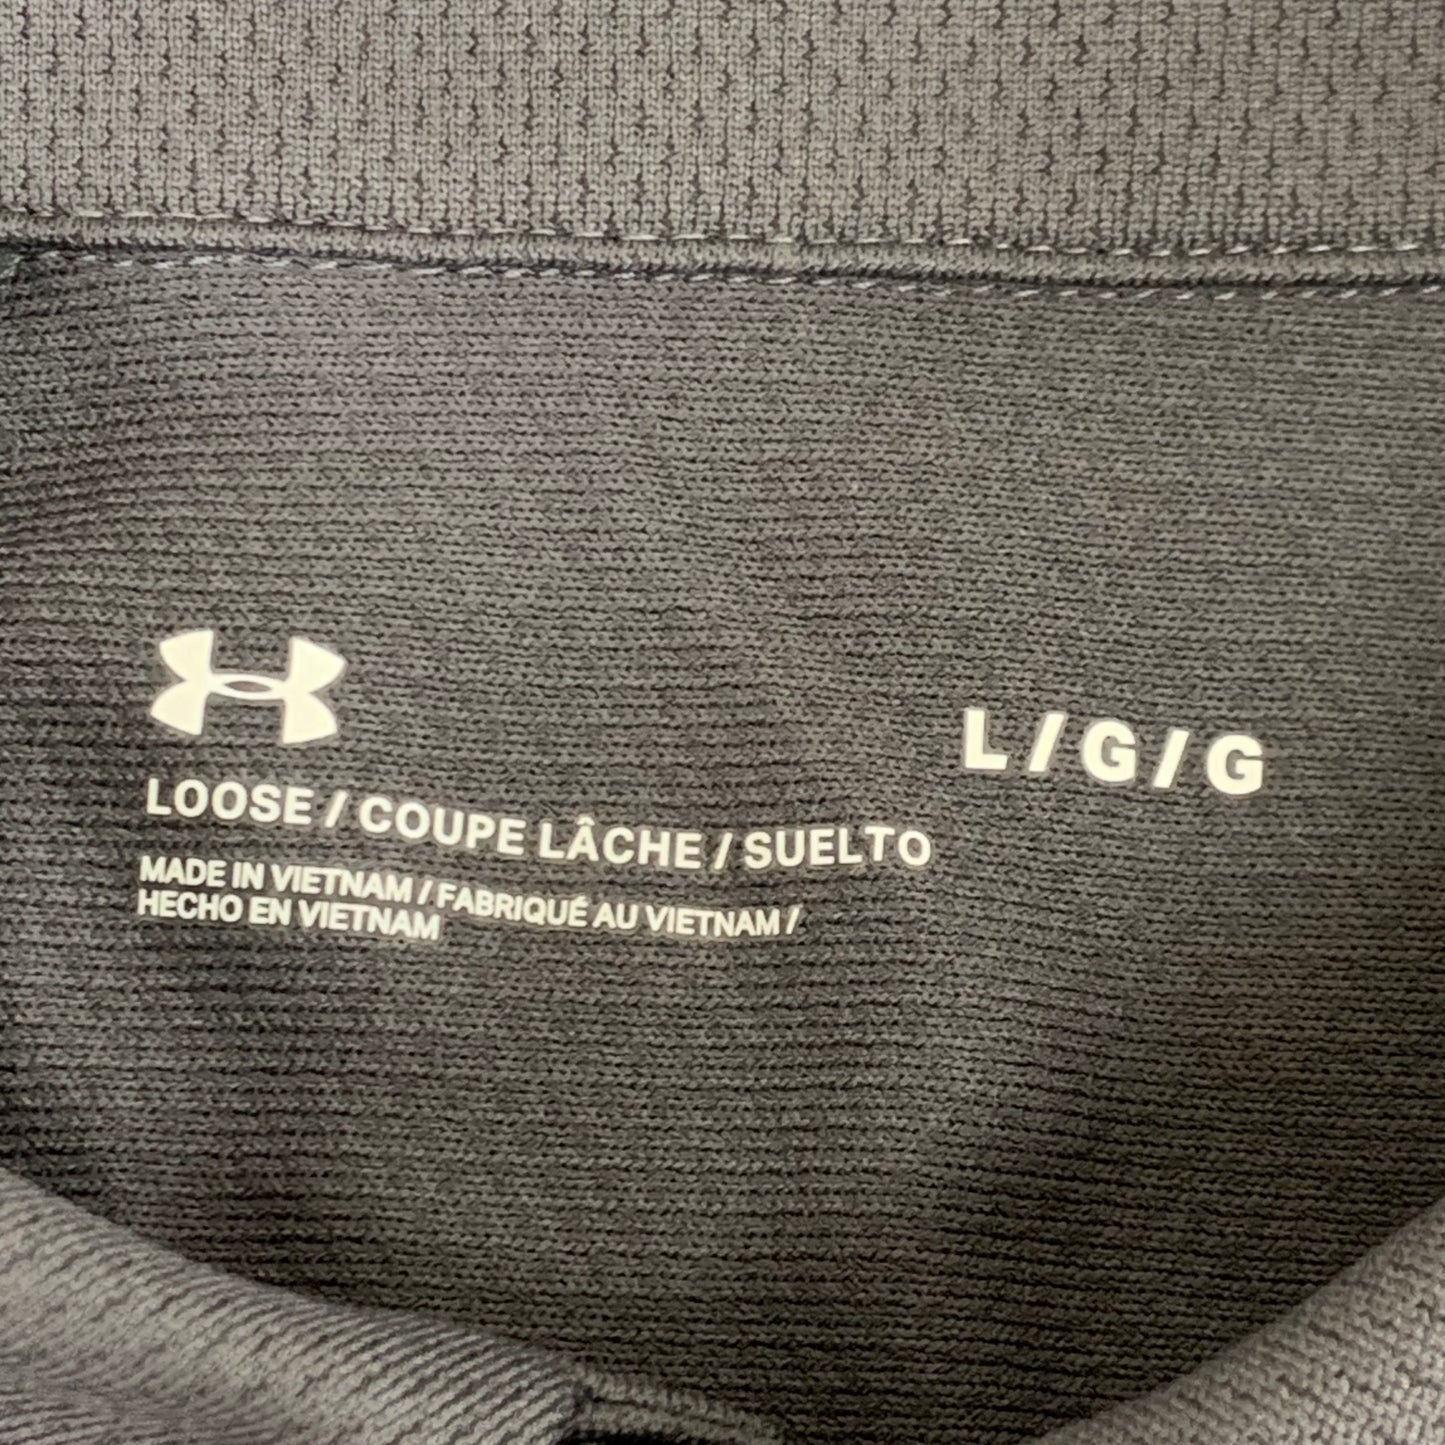 L / G / G
LOOSE / COUPE LÂCHE / SUELTO
MADE IN VIETNAM / FABRIQUÉ AU VIETNAM /
HECHO EN VIETNAM